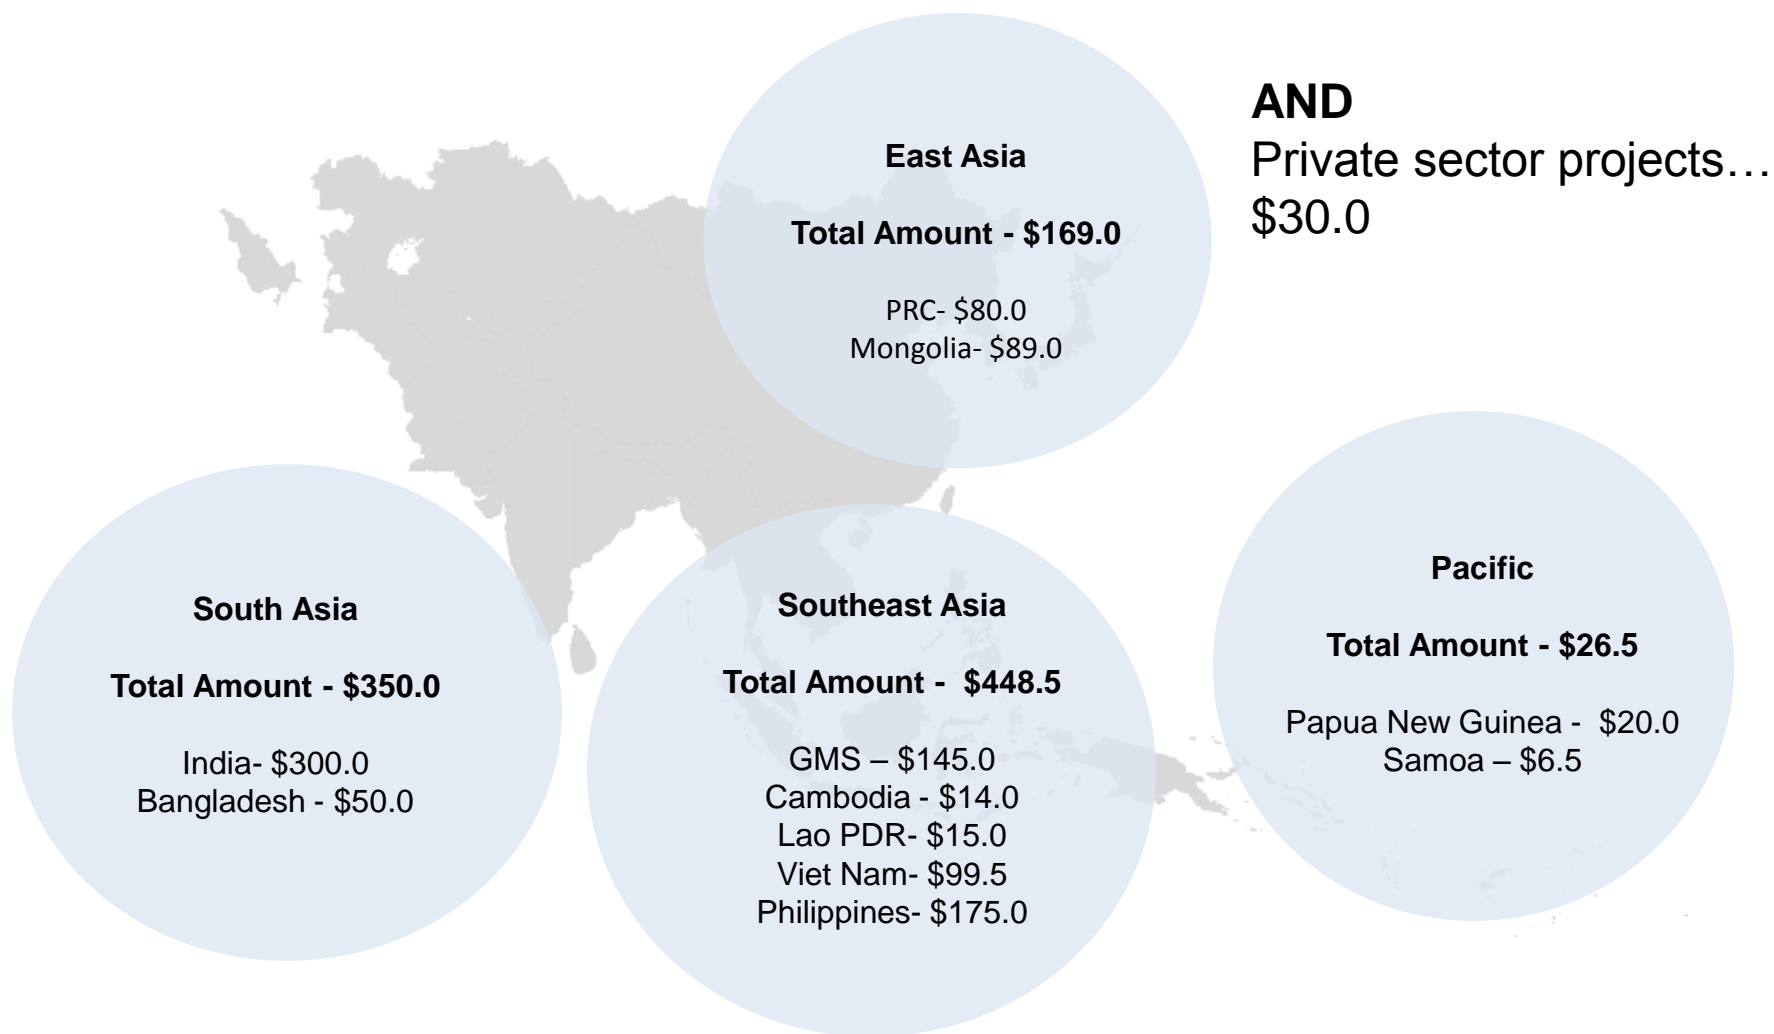 East Asia
Total Amount - $169.0
PRC- $80.0
Mongolia- $89.0
AND
Private sector projects…
$30.0
South Asia
Total Amount - $350.0
India- $300.0
Bangladesh - $50.0
Southeast Asia
Total Amount -  $448.5
GMS – $145.0
Cambodia - $14.0
Lao PDR- $15.0
Viet Nam- $99.5
Philippines- $175.0
Pacific
Total Amount - $26.5
Papua New Guinea -  $20.0
Samoa – $6.5